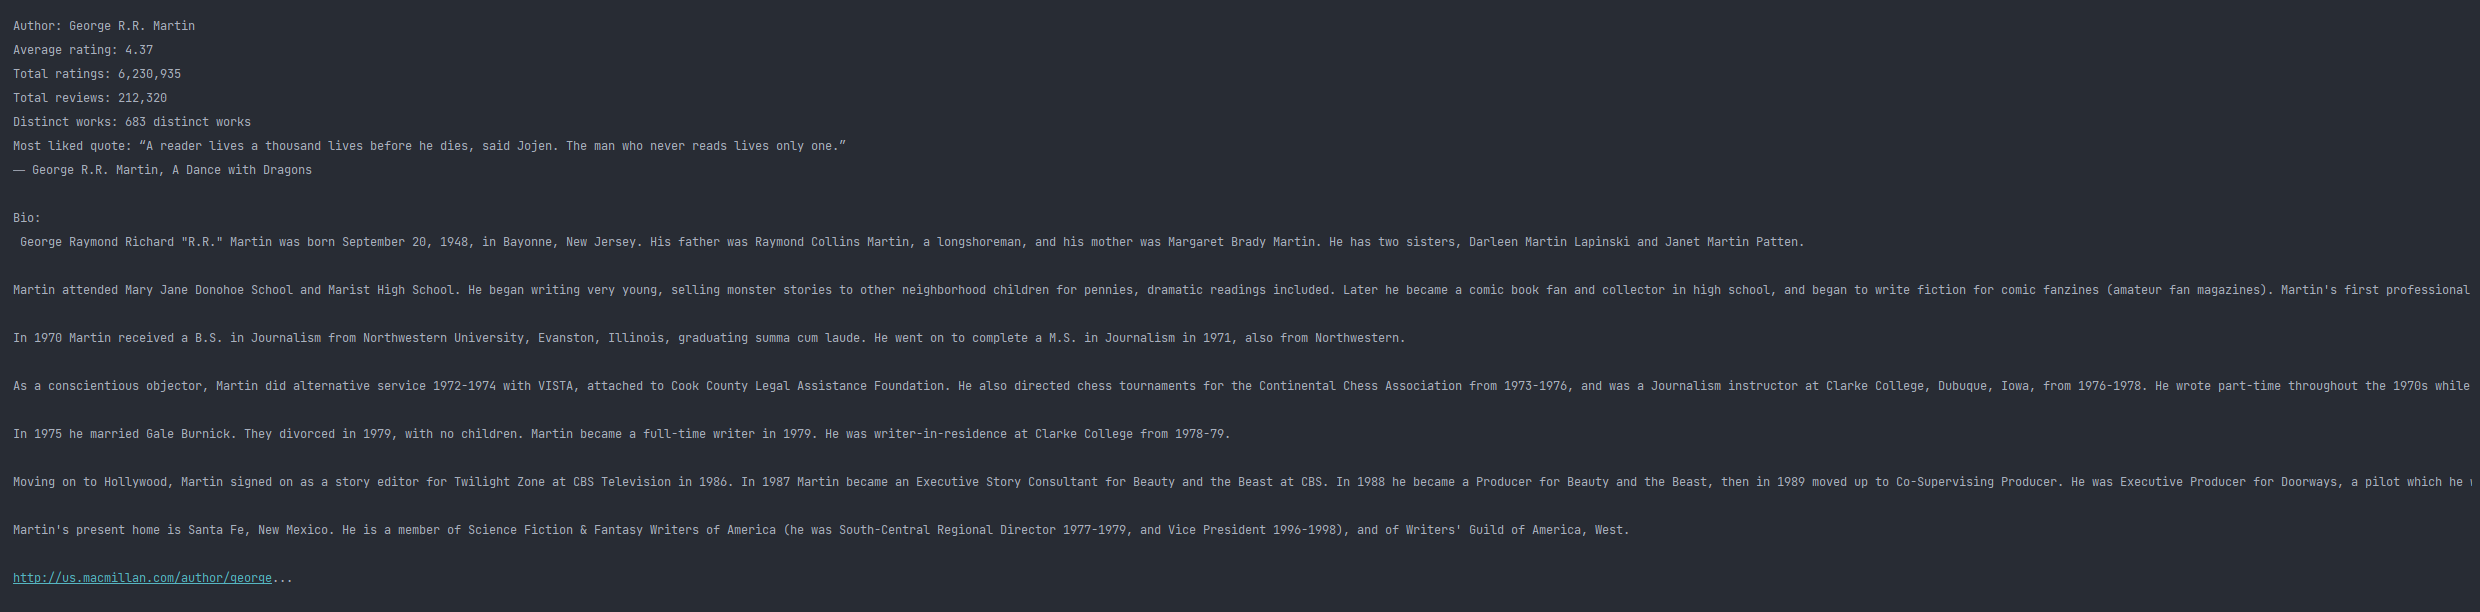 Author: George R.R. Martin
Average rating: 4.37
Total ratings: 6,230,935
Total reviews: 212,320
Distinct works: 683 distinct works
Most liked quote: “A reader lives a thousand lives before he dies, said Jojen. The man who never reads lives only one.”
― George R.R. Martin, A Dance with Dragons
Bio:
George Raymond Richard "R.R." Martin was born September 20, 1948, in Bayonne, New Jersey. His father was Raymond Collins Martin, a longshoreman, and his mother was Margaret Brady Martin. He has two sisters, Darleen Martin Lapinski and Janet Martin Patten.
Martin attended Mary Jane Donohoe School and Marist High School. He began writing very young, selling monster stories to other neighborhood children for pennies, dramatic readings included. Later he became a comic book fan and collector in high school, and began to write fiction for comic fanzines (amateur fan magazines). Martin's first professional
In 1970 Martin received a B.S. in Journalism from Northwestern University, Evanston, Illinois, graduating summa cum laude. He went on to complete a M.S. in Journalism in 1971, also from Northwestern.
As a conscientious objector, Martin did alternative service 1972-1974 with VISTA, attached to Cook County Legal Assistance Foundation. He also directed chess tournaments for the Continental Chess Association from 1973-1976, and was a Journalism instructor at Clarke College, Dubuque, Iowa, from 1976-1978. He wrote part-time throughout the 1970s while
In 1975 he married Gale Burnick. They divorced in 1979, with no children. Martin became a full-time writer in 1979. He was writer-in-residence at Clarke College from 1978-79.
Moving on to Hollywood, Martin signed on as a story editor for Twilight Zone at CBS Television in 1986. In 1987 Martin became an Executive Story Consultant for Beauty and the Beast at CBS. In 1988 he became a Producer for Beauty and the Beast, then in 1989 moved up to Co-Supervising Producer. He was Executive Producer for Doorways, a pilot which he
Martin's present home is Santa Fe, New Mexico. He is a member of Science Fiction & Fantasy Writers of America (he was South-Central Regional Director 1977-1979, and Vice President 1996-1998), and of Writers' Guild of America, West.
http://us.macmillan.com/author/george...